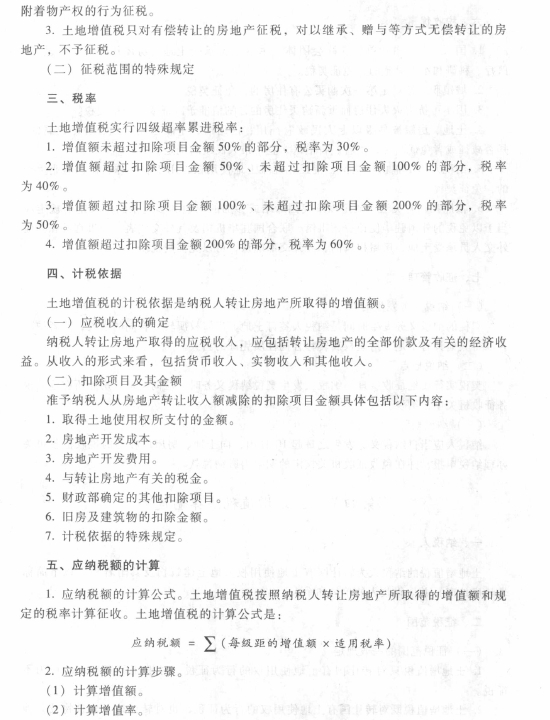 附着物产权的行为征税。
3. 土地增值税只对有偿转让的房地产征税，对以继承、赠与等方式无偿转让的房
地产，不予征税。
（二）征税范围的特殊规定
三、税率
土地增值税实行四级超率累进税率：
1. 增值额未超过扣除项目金额 50% 的部分，税率为 30% 。
2. 增值额超过扣除项目金额 50% 、未超过扣除项目金额 100% 的部分，税率
为 40% 。
3. 增值额超过扣除项目金额 100% 、未超过扣除项目金额 200% 的部分，税率
为 50% 。
4. 增值额超过扣除项目金额 200% 的部分，税率为 60% 。
四、计税依据
土地增值税的计税依据是纳税人转让房地产所取得的增值额。
（一）应税收入的确定
纳税人转让房地产取得的应税收入，应包括转让房地产的全部价款及有关的经济收
益。从收入的形式来看，包括货币收入、实物收入和其他收入。
（二）扣除项目及其金额
准予纳税人从房地产转让收入额减除的扣除项目金额具体包括以下内容：
1. 取得土地使用权所支付的金额。
2. 房地产开发成本。
3. 房地产开发费用。
4. 与转让房地产有关的税金。
5. 财政部确定的其他扣除项目。
6. 旧房及建筑物的扣除金额。
7. 计税依据的特殊规定。
五、应纳税额的计算
1. 应纳税额的计算公式。土地增值税按照纳税人转让房地产所取得的增值额和规
定的税率计算征收。土地增值税的计算公式是：
应纳税额 = ∑（每级距的增值额 × 适用税率）
2. 应纳税额的计算步骤。
（1）计算增值额。
（2）计算增值率。